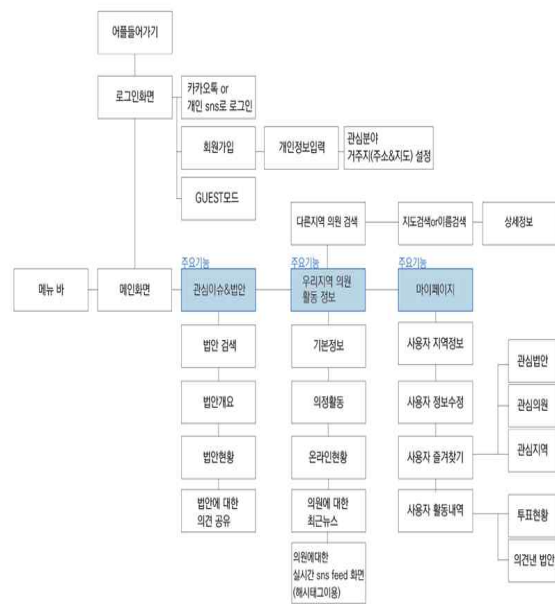 어플들어가기
로그인화면
카카오톡 or
개인 sns로 로그인
회원가입
개인정보입력
관심분야
거주지(주소&지도) 설정
GUEST모드
다른지역 의원 검색
지도검색or이름검색
상세정보
주요기능
주요기능
주요기능
메뉴 바
메인화면
관심이슈&법안
우리지역 의원
활동 정보
마이페이지
법안 검색
기본정보
사용자 지역정보
관심법안
법안개요
의정활동
사용자 정보수정
관심의원
법안현황
온라인현황
사용자 즐겨찾기
관심지역
법안에 대한
의견 공유
의원에 대한
최근뉴스
사용자 활동내역
투표현황
의원에대한
실시간 sns feed 화면
(해시태그이용)
의견낸 법안